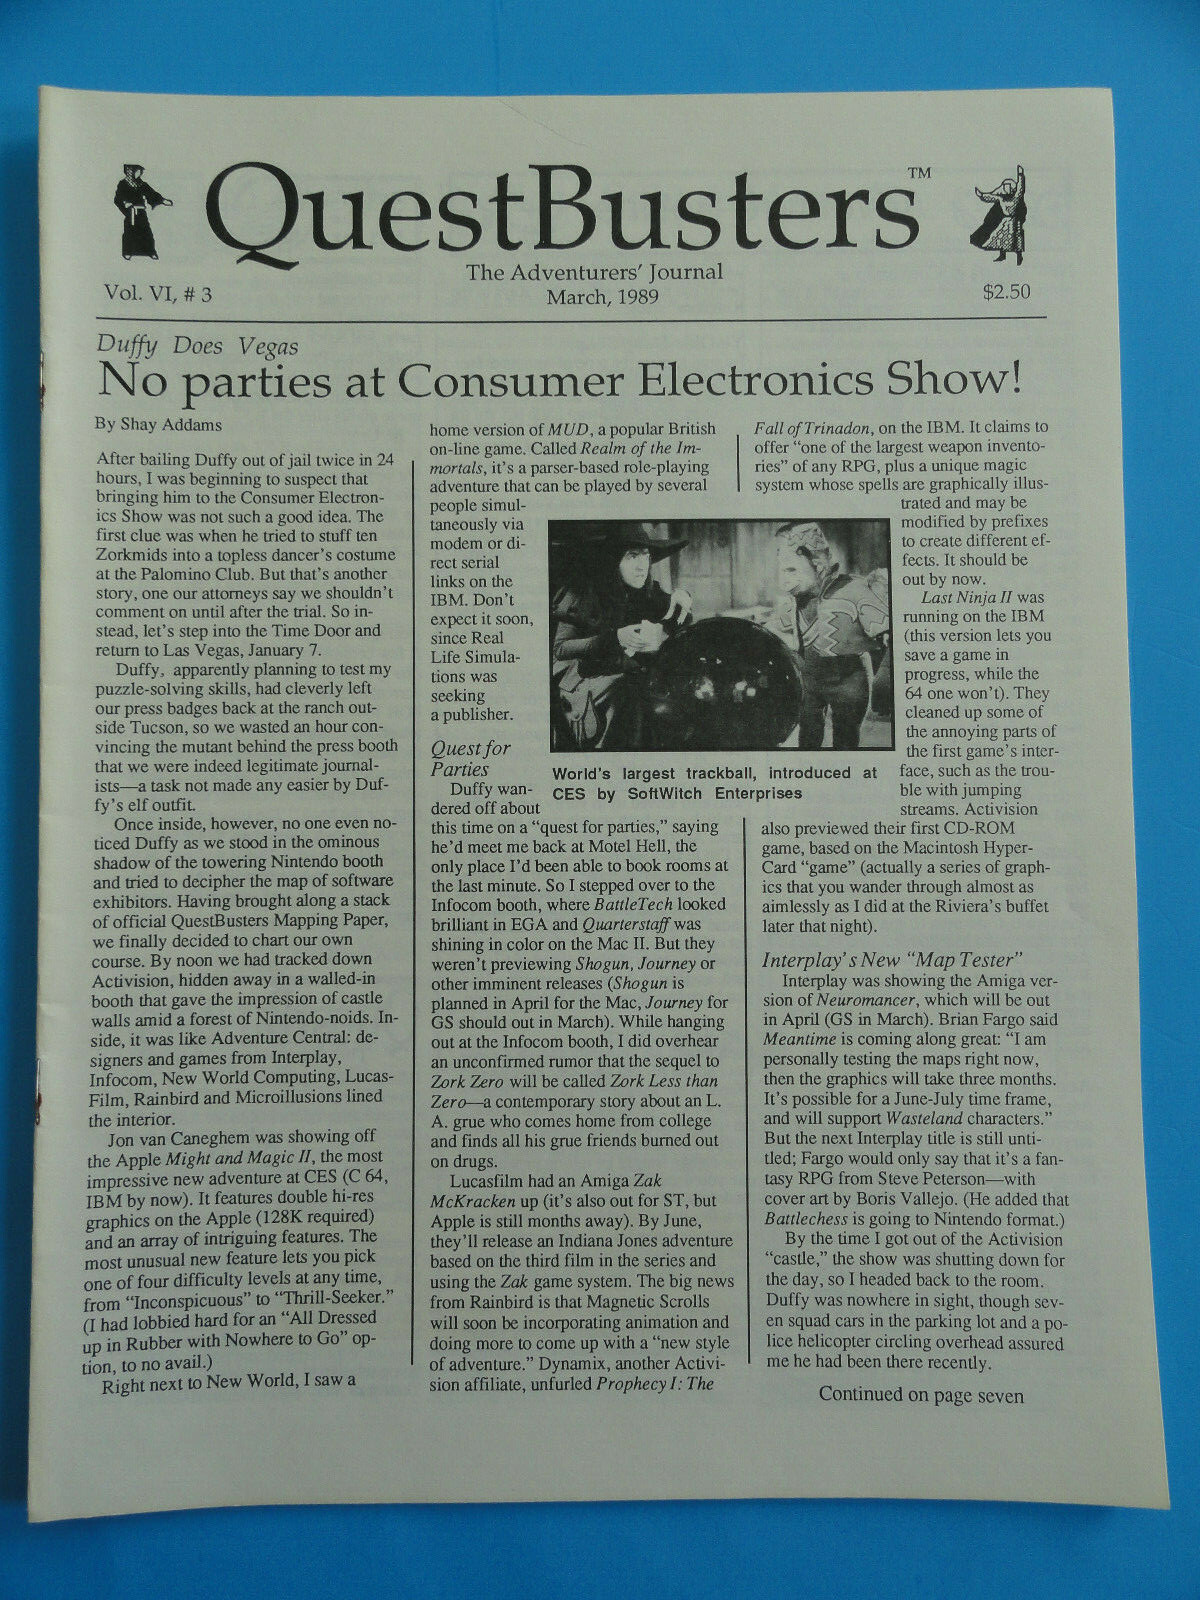 QuestBusters™
The Adventurers' Journal
Vol. VI, # 3
March, 1989
$2.50
Duffy Does Vegas
No parties at Consumer Electronics Show!
By Shay Addams
After bailing Duffy out of jail twice in 24
hours, I was beginning to suspect that
bringing him to the Consumer Electron-
ics Show was not such a good idea. The
first clue was when he tried to stuff ten
Zorkmids into a topless dancer's costume
at the Palomino Club. But that's another
story, one our attorneys say we shouldn't
comment on until after the trial. So in-
stead, let's step into the Time Door and
return to Las Vegas, January 7.
Duffy, apparently planning to test my
puzzle-solving skills, had cleverly left
our press badges back at the ranch out-
side Tucson, so we wasted an hour con-
vincing the mutant behind the press booth
that we were indeed legitimate journal-
ists—a task not made any easier by Duf-
fy's elf outfit.
Once inside, however, no one even no-
ticed Duffy as we stood in the ominous
shadow of the towering Nintendo booth
and tried to decipher the map of software
exhibitors. Having brought along a stack
of official QuestBusters Mapping Paper,
we finally decided to chart our own
course. By noon we had tracked down
Activision, hidden away in a walled-in
booth that gave the impression of castle
walls amid a forest of Nintendo-noids. In-
side, it was like Adventure Central: de-
signers and games from Interplay,
Infocom, New World Computing, Lucas-
Film, Rainbird and Microillusions lined
the interior.
Jon van Caneghem was showing off
the Apple Might and Magic II, the most
impressive new adventure at CES (C 64,
IBM by now). It features double hi-res
graphics on the Apple (128K required)
and an array of intriguing features. The
most unusual new feature lets you pick
one of four difficulty levels at any time,
from "Inconspicuous" to "Thrill-Seeker."
(I had lobbied hard for an "All Dressed
up in Rubber with Nowhere to Go" op-
tion, to no avail.)
Right next to New World, I saw a
home version of MUD, a popular British
on-line game. Called Realm of the Im-
mortals, it's a parser-based role-playing
adventure that can be played by several
people simul-
taneously via
modem or di-
rect serial
links on the
IBM. Don't
expect it soon,
since Real
Life Simula-
tions was
seeking
a publisher.
Quest for
Parties
Duffy wan-
dered off about
this time on a "quest for parties," saying
he'd meet me back at Motel Hell, the
only place I'd been able to book rooms at
the last minute. So I stepped over to the
Infocom booth, where BattleTech looked
brilliant in EGA and Quarterstaff was
shining in color on the Mac II. But they
weren't previewing Shogun, Journey or
other imminent releases (Shogun is
planned in April for the Mac, Journey for
GS should out in March). While hanging
out at the Infocom booth, I did overhear
an unconfirmed rumor that the sequel to
Zork Zero will be called Zork Less than
Zero—a contemporary story about an L.
A. grue who comes home from college
and finds all his grue friends burned out
on drugs.
Lucasfilm had an Amiga Zak
McKracken up (it's also out for ST, but
Apple is still months away). By June,
they'll release an Indiana Jones adventure
based on the third film in the series and
using the Zak game system. The big news
from Rainbird is that Magnetic Scrolls
will soon be incorporating animation and
doing more to come up with a "new style
of adventure." Dynamix, another Activi-
sion affiliate, unfurled Prophecy I: The
World's largest trackball, introduced at
CES by SoftWitch Enterprises
Fall of Trinadon, on the IBM. It claims to
offer "one of the largest weapon invento-
ries" of any RPG, plus a unique magic
system whose spells are graphically illus-
trated and may be
modified by prefixes
to create different ef-
fects. It should be
out by now.
Last Ninja II was
running on the IBM
(this version lets you
save a game in
progress, while the
64 one won't). They
cleaned up some of
the annoying parts of
the first game's inter-
face, such as the trou-
ble with jumping
streams. Activision
also previewed their first CD-ROM
game, based on the Macintosh Hyper-
Card "game" (actually a series of graph-
ics that you wander through almost as
aimlessly as I did at the Riviera's buffet
later that night).
Interplay's New "Map Tester"
Interplay was showing the Amiga ver-
sion of Neuromancer, which will be out
in April (GS in March). Brian Fargo said
Meantime is coming along great: "I am
personally testing the maps right now,
then the graphics will take three months.
It's possible for a June-July time frame,
and will support Wasteland characters."
But the next Interplay title is still unti-
tled; Fargo would only say that it's a fan-
tasy RPG from Steve Peterson—with
cover art by Boris Vallejo. (He added that
Battlechess is going to Nintendo format.)
By the time I got out of the Activision
"castle," the show was shutting down for
the day, so I headed back to the room.
Duffy was nowhere in sight, though sev-
en squad cars in the parking lot and a po-
lice helicopter circling overhead assured
me he had been there recently.
Continued on page seven